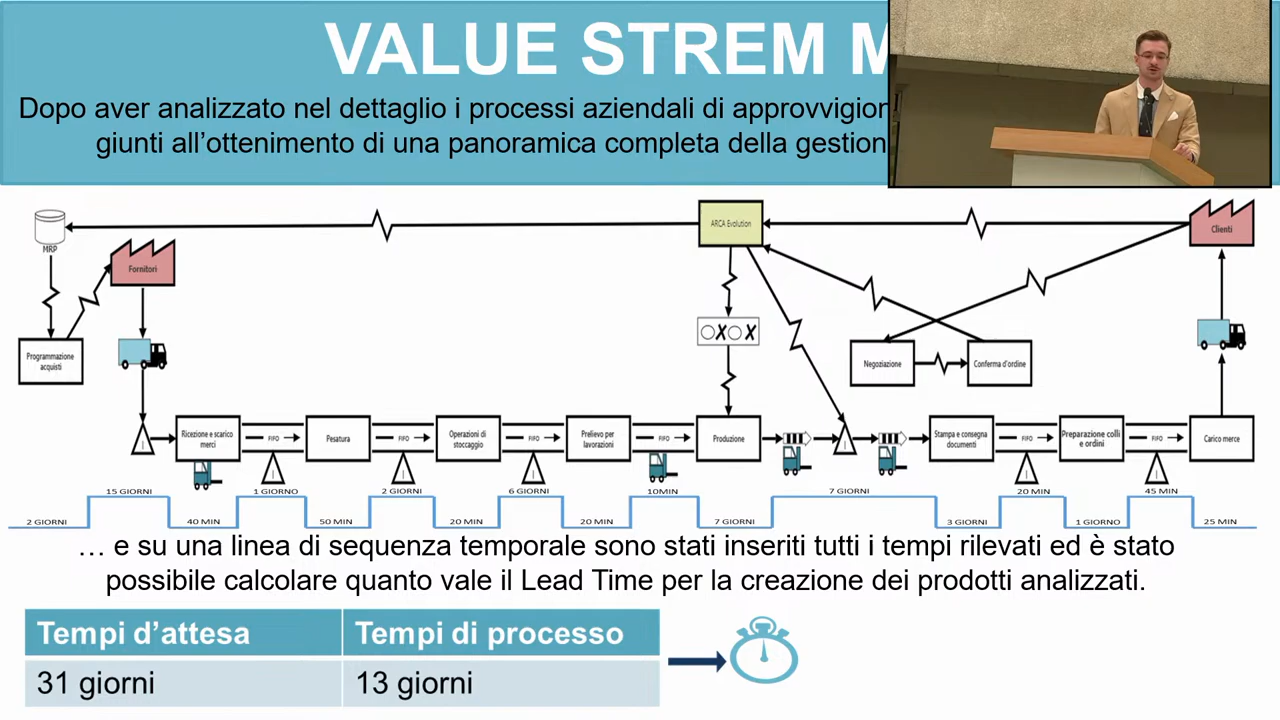 VALUE STREM M
Dopo aver analizzato nel dettaglio i processi aziendali di approvvigion
giunti all’ottenimento di una panoramica completa della gestion
MRP
Fornitori
ARCA Evolution
Clienti
Programmazione
acquisti
Negoziazione
Conferma d'ordine
Ricezione e scarico
merci
FIFO
Pesatura
FIFO
Operazioni di
stoccaggio
FIFO
Prelievo per
lavorazioni
FIFO
Produzione
Stampa e consegna
documenti
FIFO
Preparazione colli
e ordini
FIFO
Carico merce
15 GIORNI
1 GIORNO
2 GIORNI
6 GIORNI
10MIN
7 GIORNI
20 MIN
45 MIN
2 GIORNI
40 MIN
50 MIN
20 MIN
20 MIN
7 GIORNI
3 GIORNI
1 GIORNO
25 MIN
… e su una linea di sequenza temporale sono stati inseriti tutti i tempi rilevati ed è stato
possibile calcolare quanto vale il Lead Time per la creazione dei prodotti analizzati.
Tempi d’attesa
Tempi di processo
31 giorni
13 giorni